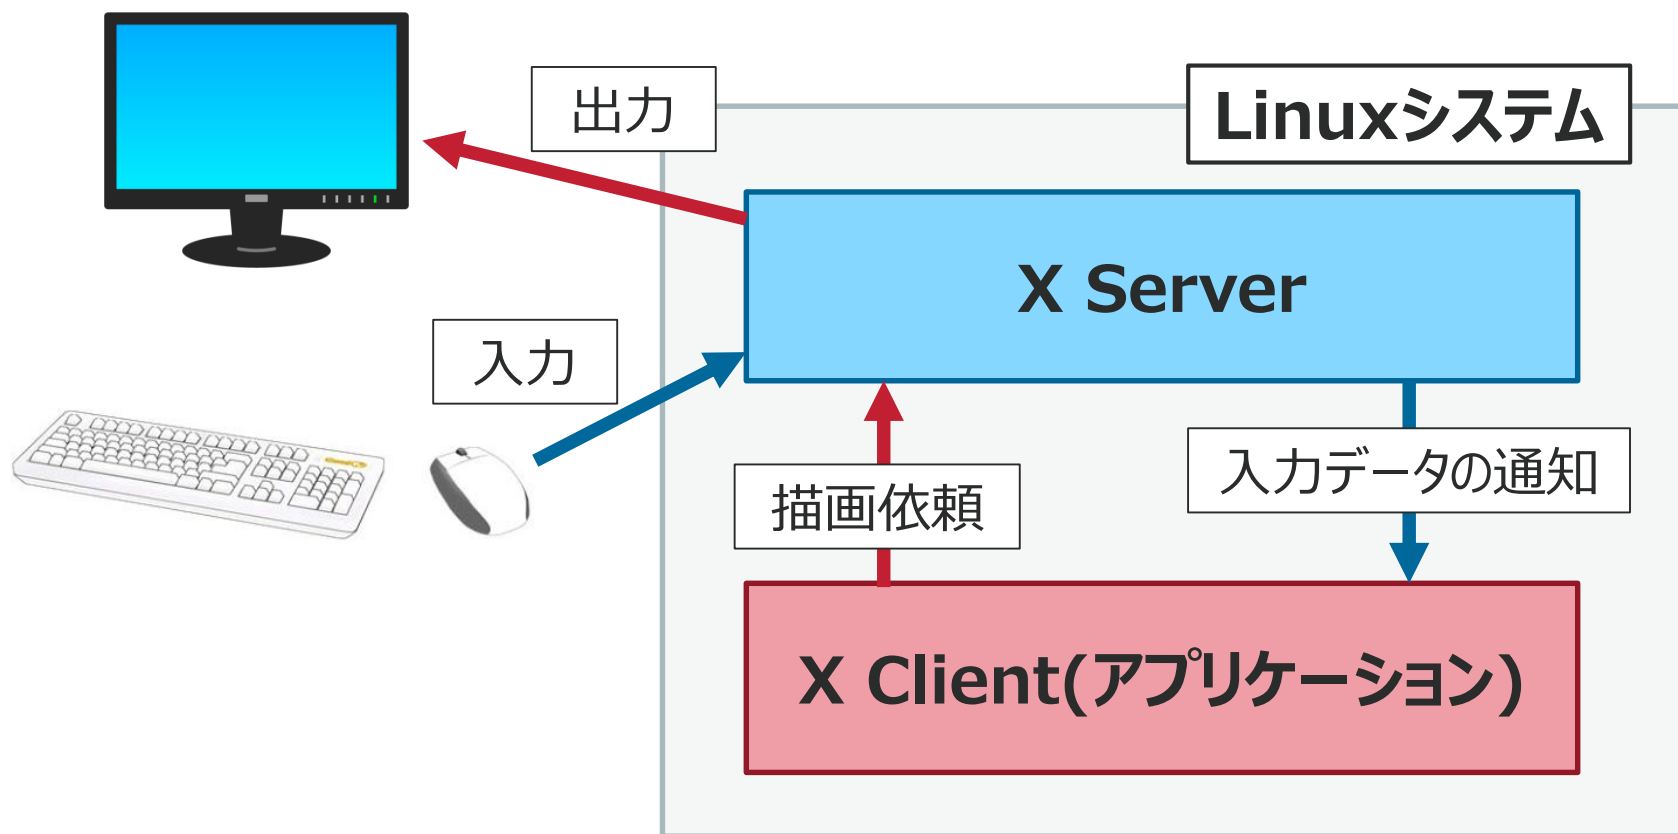 出力
Linuxシステム
X Server
入力
入力データの通知
描画依頼
X Client(アプリケーション)